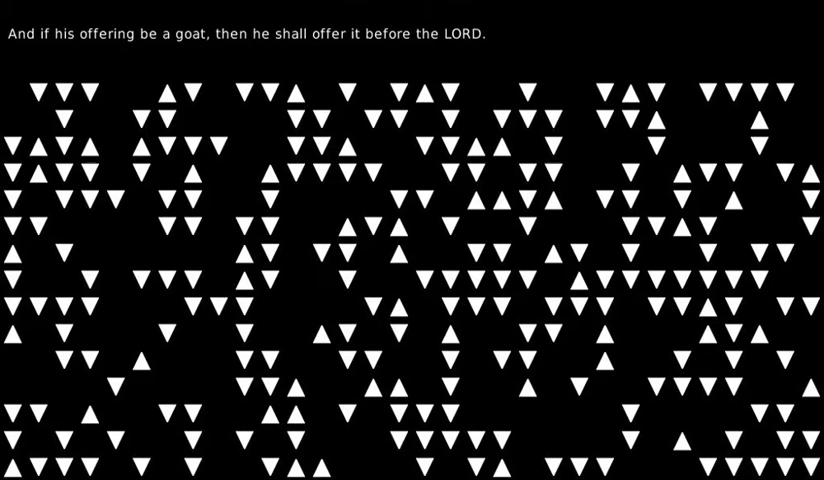 And if his offering be a goat, then he shall offer it before the LORD.